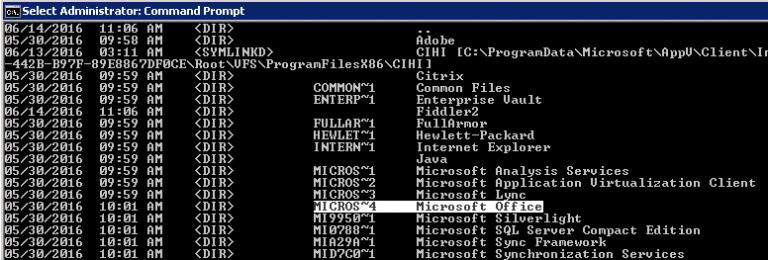 Select Administrator: Command Prompt
06/14/2016 11:06 AM <DIR> ..
05/30/2016 09:58 AM <DIR> Adobe
06/13/2016 03:11 AM <SYMLINKD> CIHI [C:\ProgramData\Microsoft\AppV\Client\In
-442B-B97F-89E8867DF0CE\Root\VFS\ProgramFilesX86\CIHI]
05/30/2016 09:59 AM <DIR> Citrix
05/30/2016 09:59 AM <DIR> COMMON~1 Common Files
05/30/2016 09:59 AM <DIR> ENTERP~1 Enterprise Vault
06/14/2016 11:06 AM <DIR> Fiddler2
05/30/2016 09:59 AM <DIR> FULLAR~1 FullArmor
05/30/2016 09:59 AM <DIR> HEWLET~1 Hewlett-Packard
05/30/2016 09:59 AM <DIR> INTERN~1 Internet Explorer
05/30/2016 09:59 AM <DIR> Java
05/30/2016 09:59 AM <DIR> MICROS~1 Microsoft Analysis Services
05/30/2016 09:59 AM <DIR> MICROS~2 Microsoft Application Virtualization Client
05/30/2016 09:59 AM <DIR> MICROS~3 Microsoft Lync
05/30/2016 10:01 AM <DIR> MICROS~4 Microsoft Office
05/30/2016 10:01 AM <DIR> MI9950~1 Microsoft Silverlight
05/30/2016 10:01 AM <DIR> MI0788~1 Microsoft SQL Server Compact Edition
05/30/2016 10:01 AM <DIR> MIA29A~1 Microsoft Sync Framework
05/30/2016 10:01 AM <DIR> MID7C0~1 Microsoft Synchronization Services